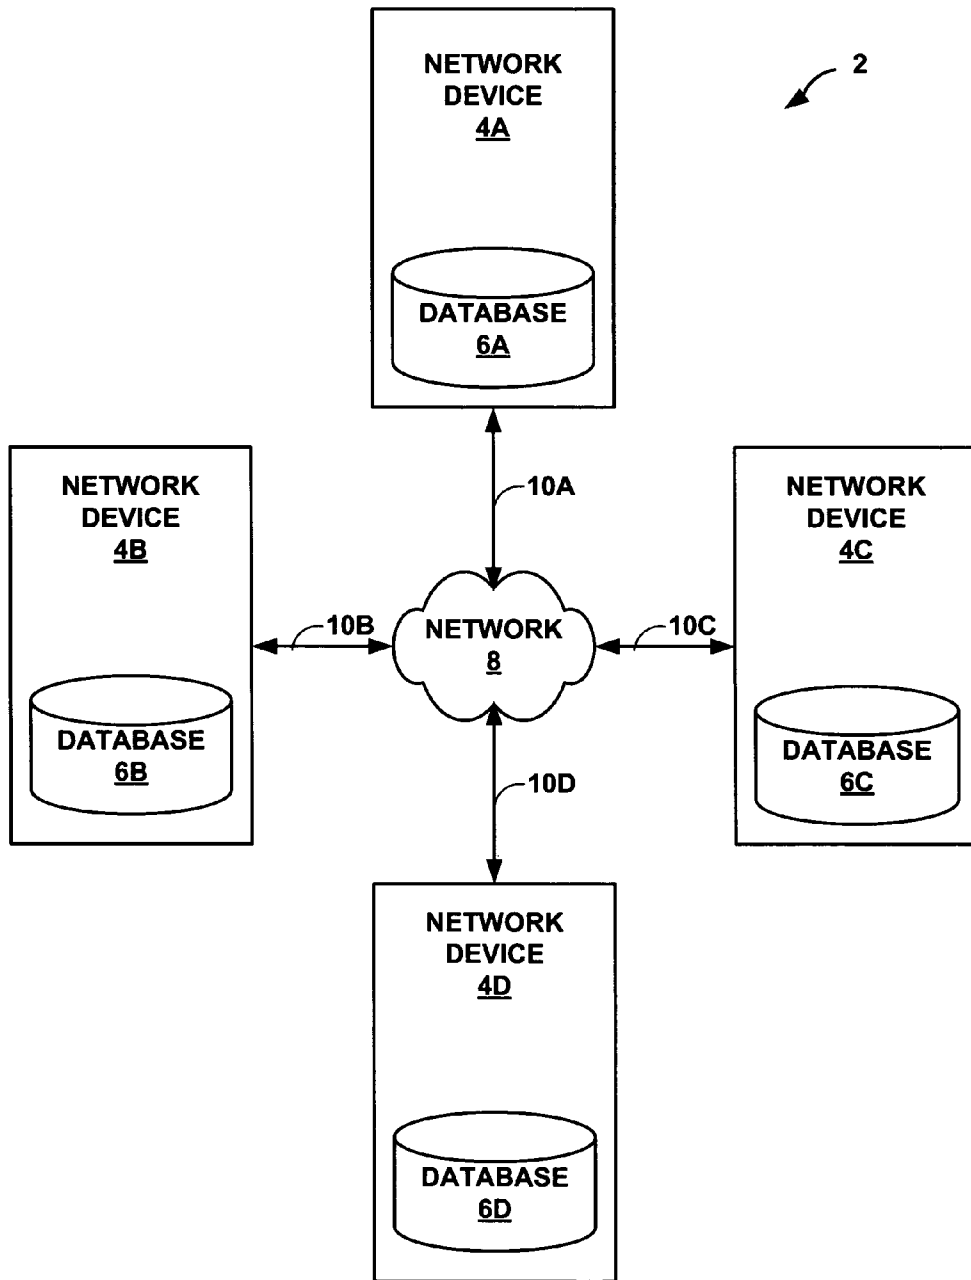 NETWORK
DEVICE
4A
2
DATABASE
6A
10A
NETWORK
DEVICE
4B
NETWORK
DEVICE
4C
10B
NETWORK
8
10C
DATABASE
6B
DATABASE
6C
10D
NETWORK
DEVICE
4D
DATABASE
6D